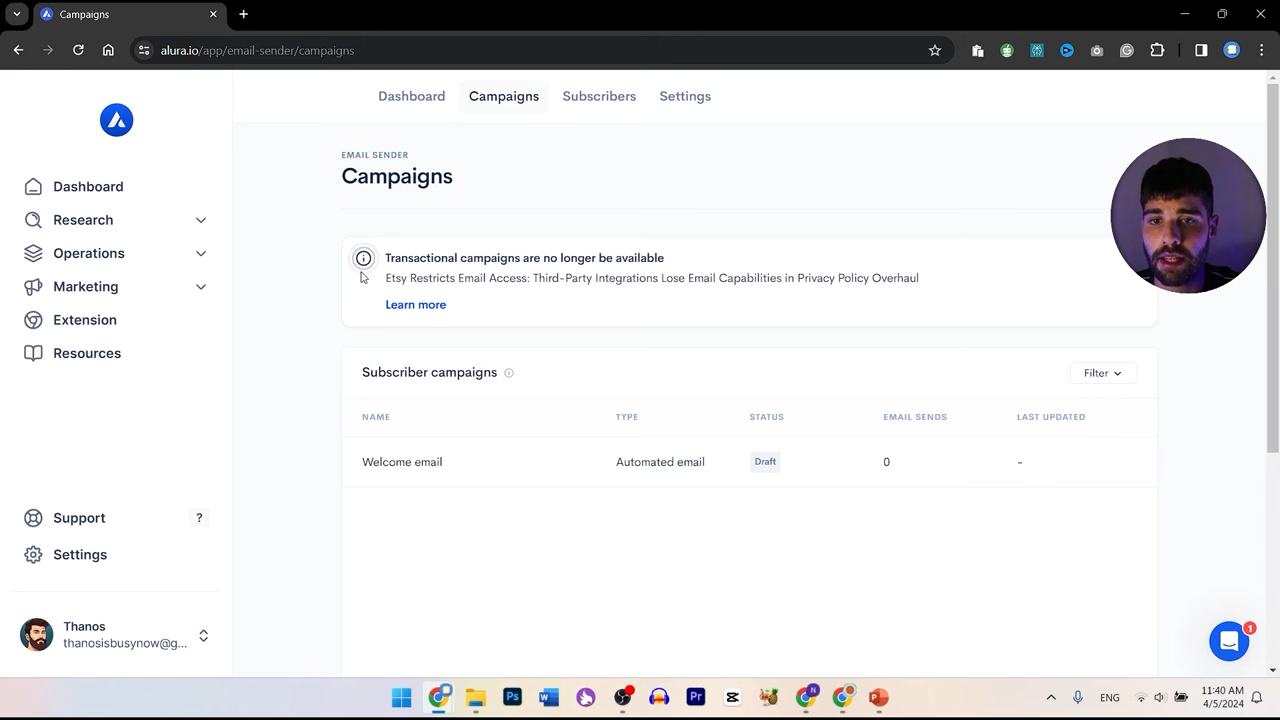 Campaigns
alura.io/app/email-sender/campaigns
Dashboard
Campaigns
Subscribers
Settings
Dashboard
Research
Operations
Marketing
Extension
Resources
Support
?
Settings
Thanos
thanosisbusynow@g...
EMAIL SENDER
Campaigns
Transactional campaigns are no longer be available
Etsy Restricts Email Access: Third-Party Integrations Lose Email Capabilities in Privacy Policy Overhaul
Learn more
Subscriber campaigns
Filter
NAME TYPE STATUS EMAIL SENDS LAST UPDATED
Welcome email Automated email Draft 0 -
1
ENG
11:40 AM
4/5/2024